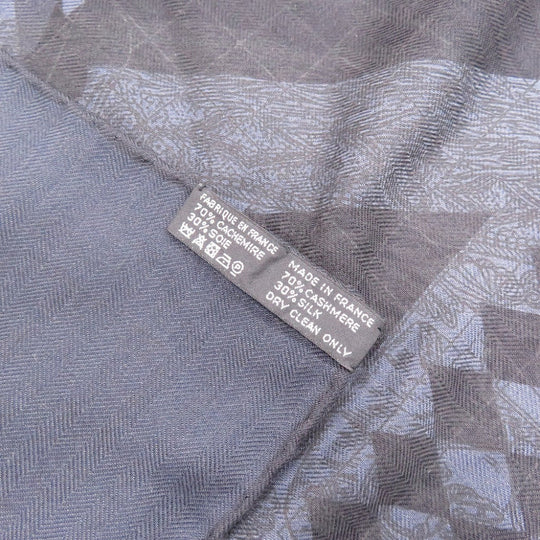 FABRIQUE EN FRANCE
70% CACHEMIRE
30% SOIE
MADE IN FRANCE
70% CASHMERE
30% SILK
DRY CLEAN ONLY